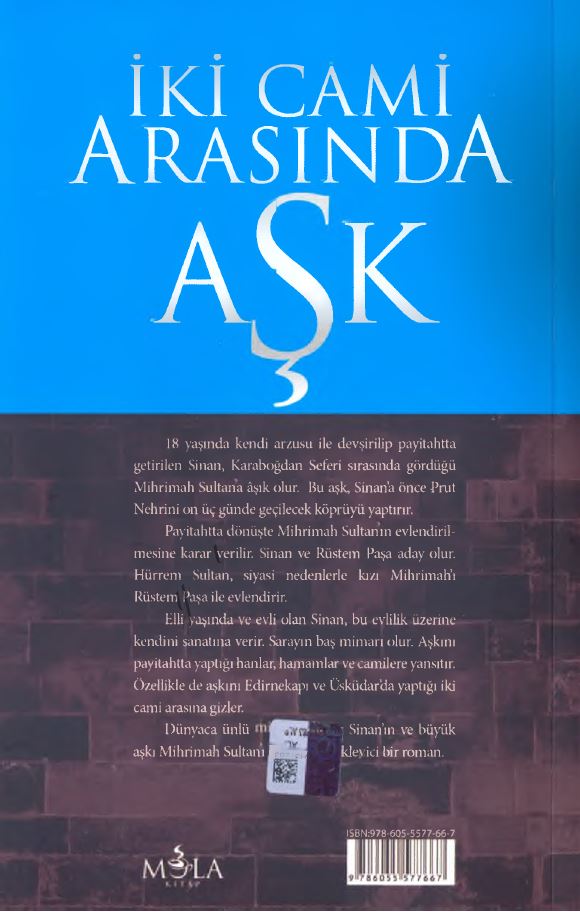 İKİ CAMİ
ARASINDA
AŞK
18 yaşında kendi arzusu ile devşirilip payitahtta
getirilen Sinan, Karaboğdan Seferi sırasında gördüğü
Mihrimah Sultan'a âşık olur. Bu aşk, Sinan'a önce Prut
Nehrini on üç günde geçilecek köprüyü yaptırır.
Payitahtta dönüşte Mihrimah Sultan'ın evlendiril-
mesine karar verilir. Sinan ve Rüstem Paşa aday olur.
Hürrem Sultan, siyasi nedenlerle kızı Mihrimah'ı
Rüstem Paşa ile evlendirir.
Elli yaşında ve evli olan Sinan, bu evlilik üzerine
kendini sanatına verir. Sarayın baş mimarı olur. Aşkını
payitahtta yaptığı hanlar, hamamlar ve camilere yansıtır.
Özellikle de aşkını Edirnekapı ve Üsküdar'da yaptığı iki
cami arasına gizler.
Dünyaca ünlü Sinan'ın ve büyük
aşkı Mihrimah Sultan'ı kleyici bir roman.
ISBN:978-605-5577-66-7
MOLA
KİTAP
9 786055 577667